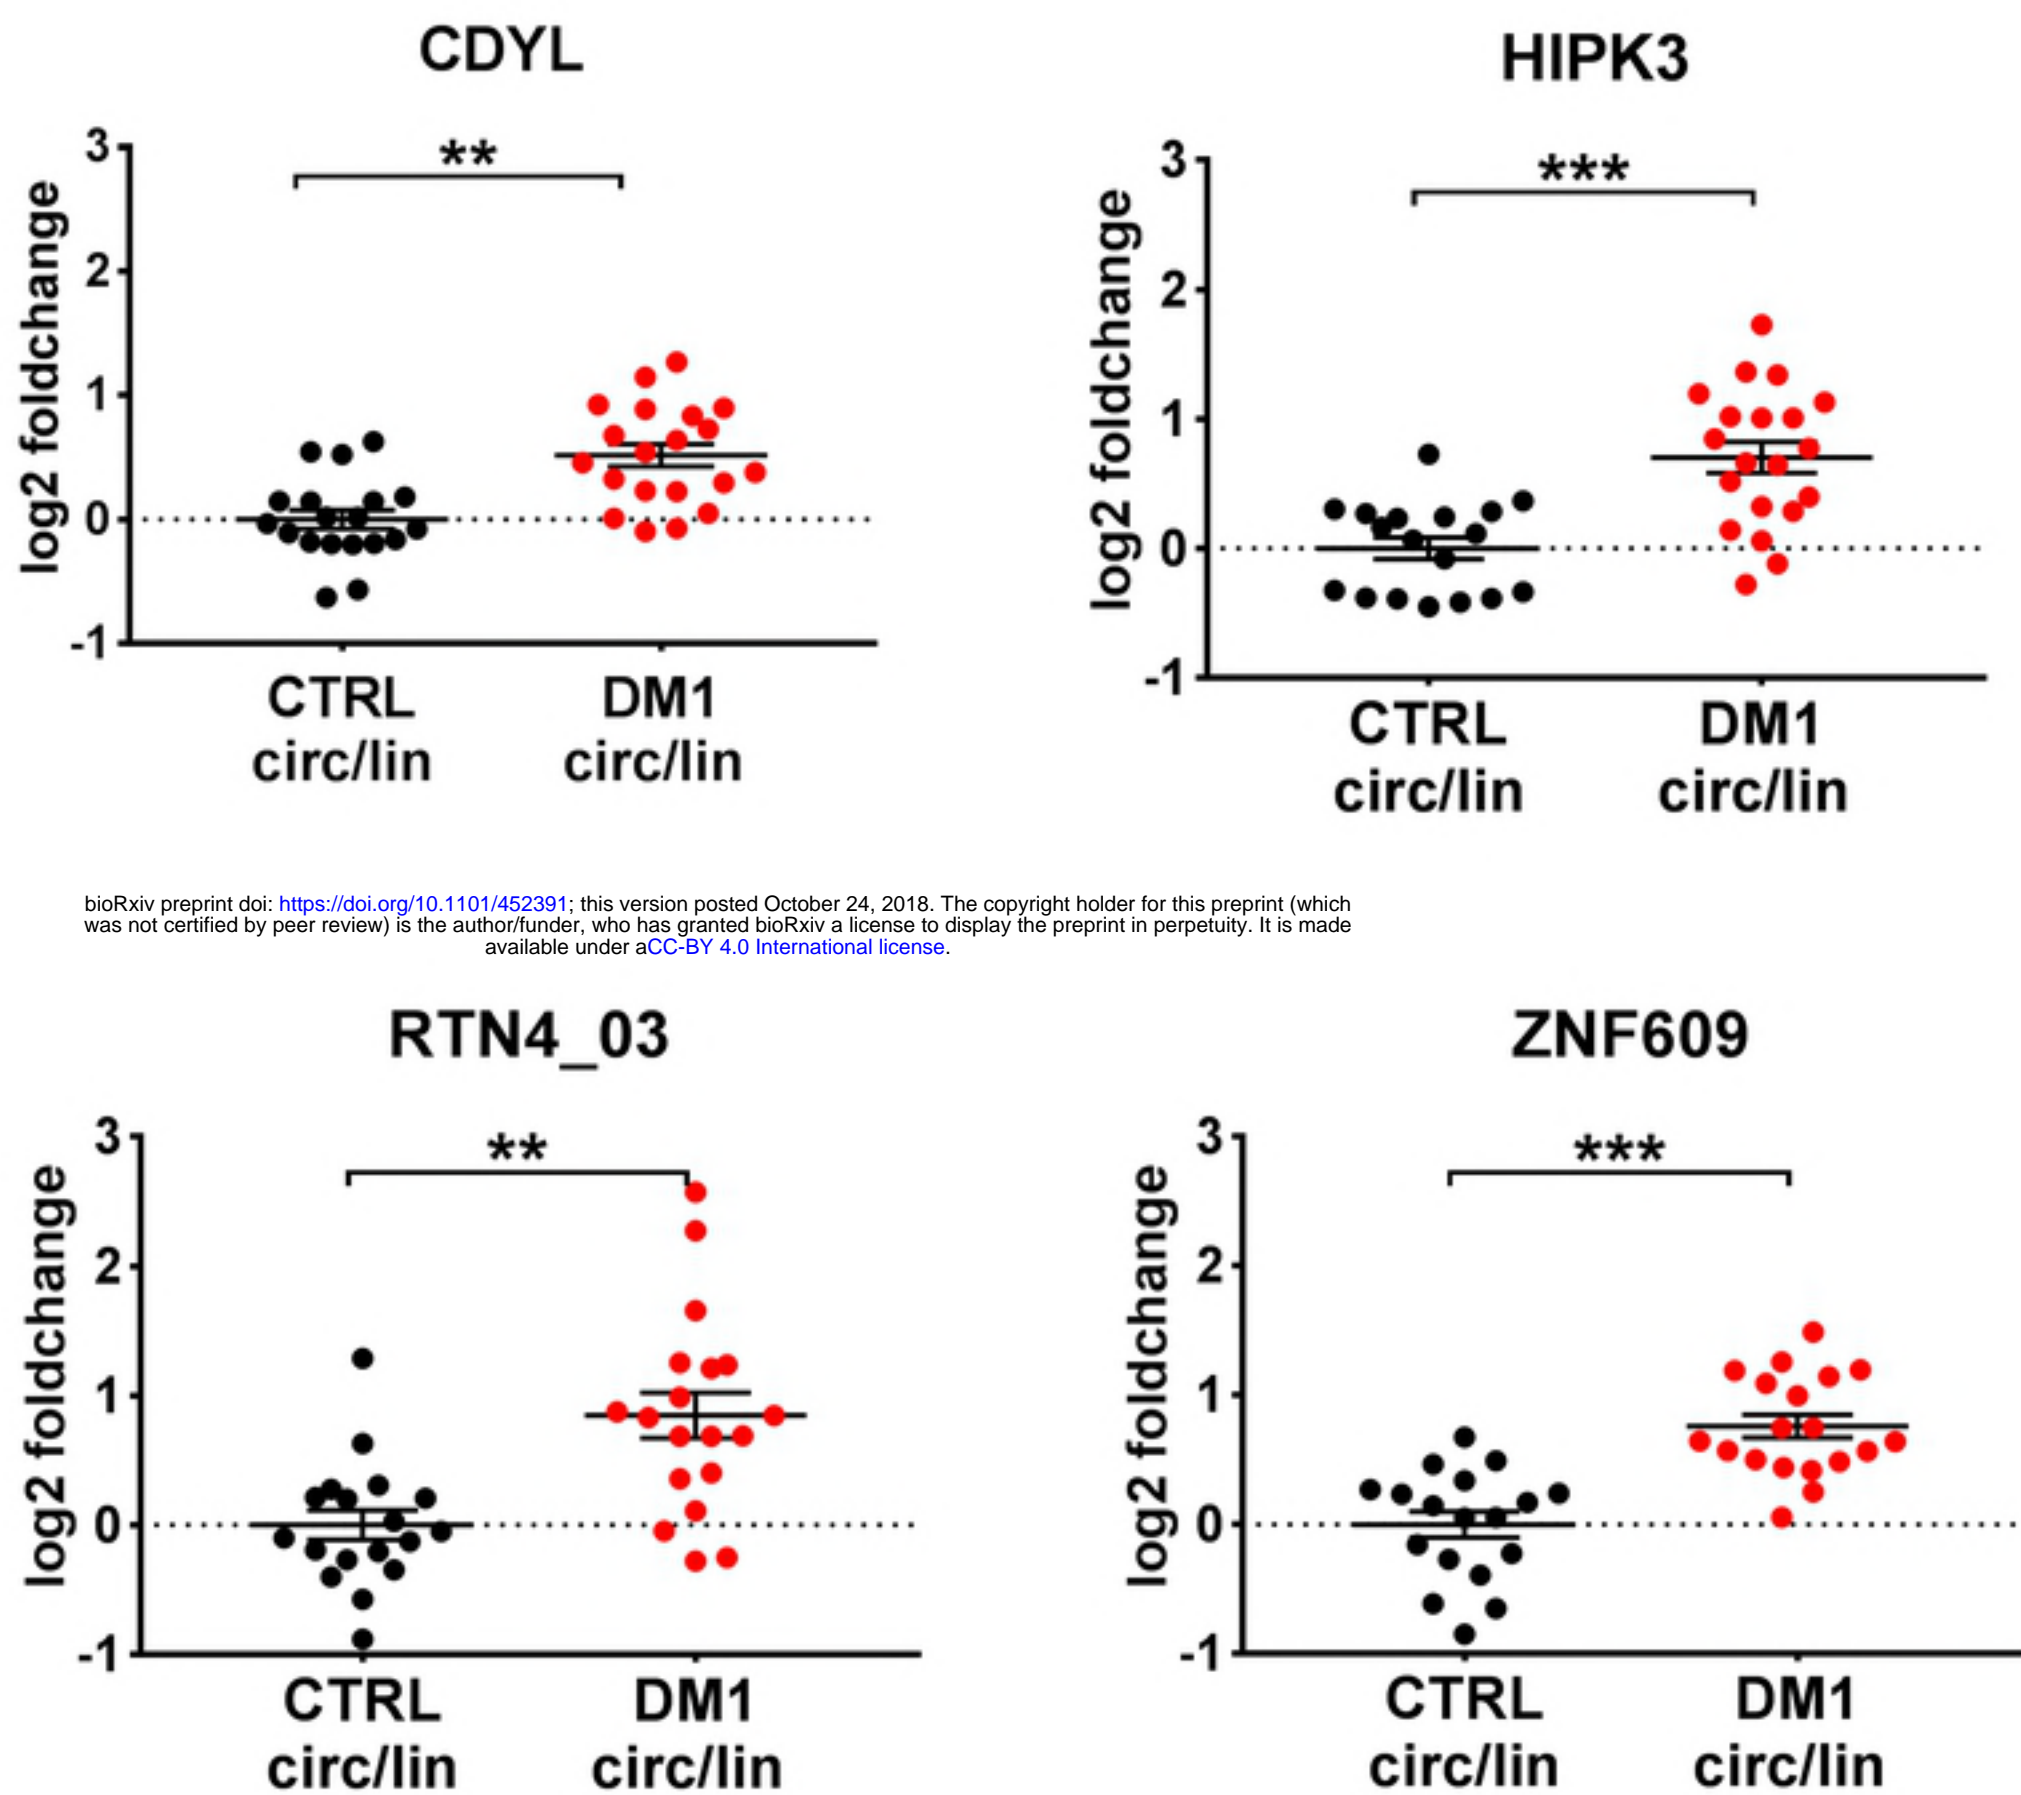 CDYL
**
log2 foldchange
3
2
1
0
-1
CTRL
circ/lin
DM1
circ/lin
HIPK3
***
log2 foldchange
3
2
1
0
-1
CTRL
circ/lin
DM1
circ/lin
bioRxiv preprint doi: https://doi.org/10.1101/452391; this version posted October 24, 2018. The copyright holder for this preprint (which
was not certified by peer review) is the author/funder, who has granted bioRxiv a license to display the preprint in perpetuity. It is made
available under aCC-BY 4.0 International license.
RTN4_03
**
log2 foldchange
3
2
1
0
-1
CTRL
circ/lin
DM1
circ/lin
ZNF609
***
log2 foldchange
3
2
1
0
-1
CTRL
circ/lin
DM1
circ/lin